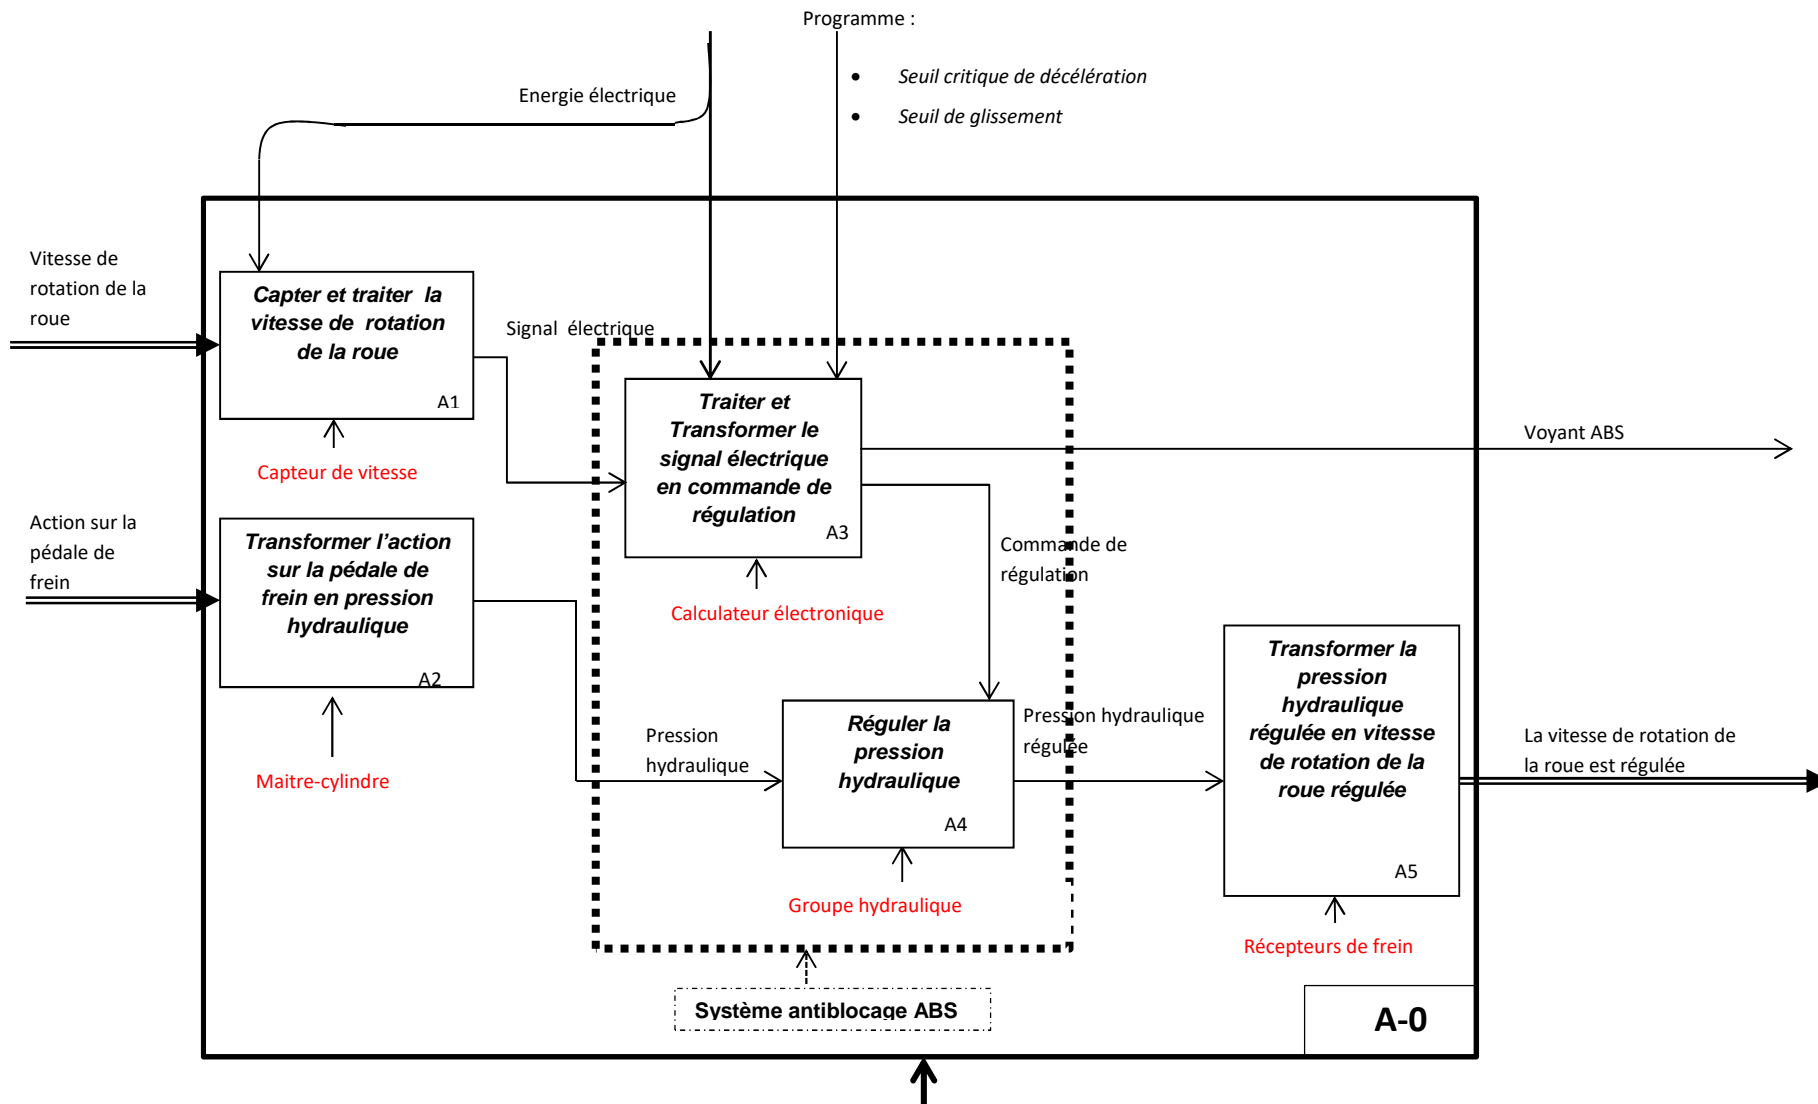 Programme :
• Seuil critique de décélération
Energie électrique
• Seuil de glissement
Vitesse de
rotation de la
roue
Capter et traiter la
vitesse de rotation
de la roue
A1
Signal électrique
Capteur de vitesse
Traiter et
Transformer le
signal électrique
en commande de
régulation
A3
Voyant ABS
Action sur la
pédale de
frein
Transformer l'action
sur la pédale de
frein en pression
hydraulique
A2
Commande de
régulation
Calculateur électronique
Maitre-cylindre
Pression
hydraulique
Réguler la
pression
hydraulique
A4
Pression hydraulique
régulée
Transformer la
pression
hydraulique
régulée en vitesse
de rotation de la
roue régulée
A5
La vitesse de rotation de
la roue est régulée
Groupe hydraulique
Récepteurs de frein
Système antiblocage ABS
A-0